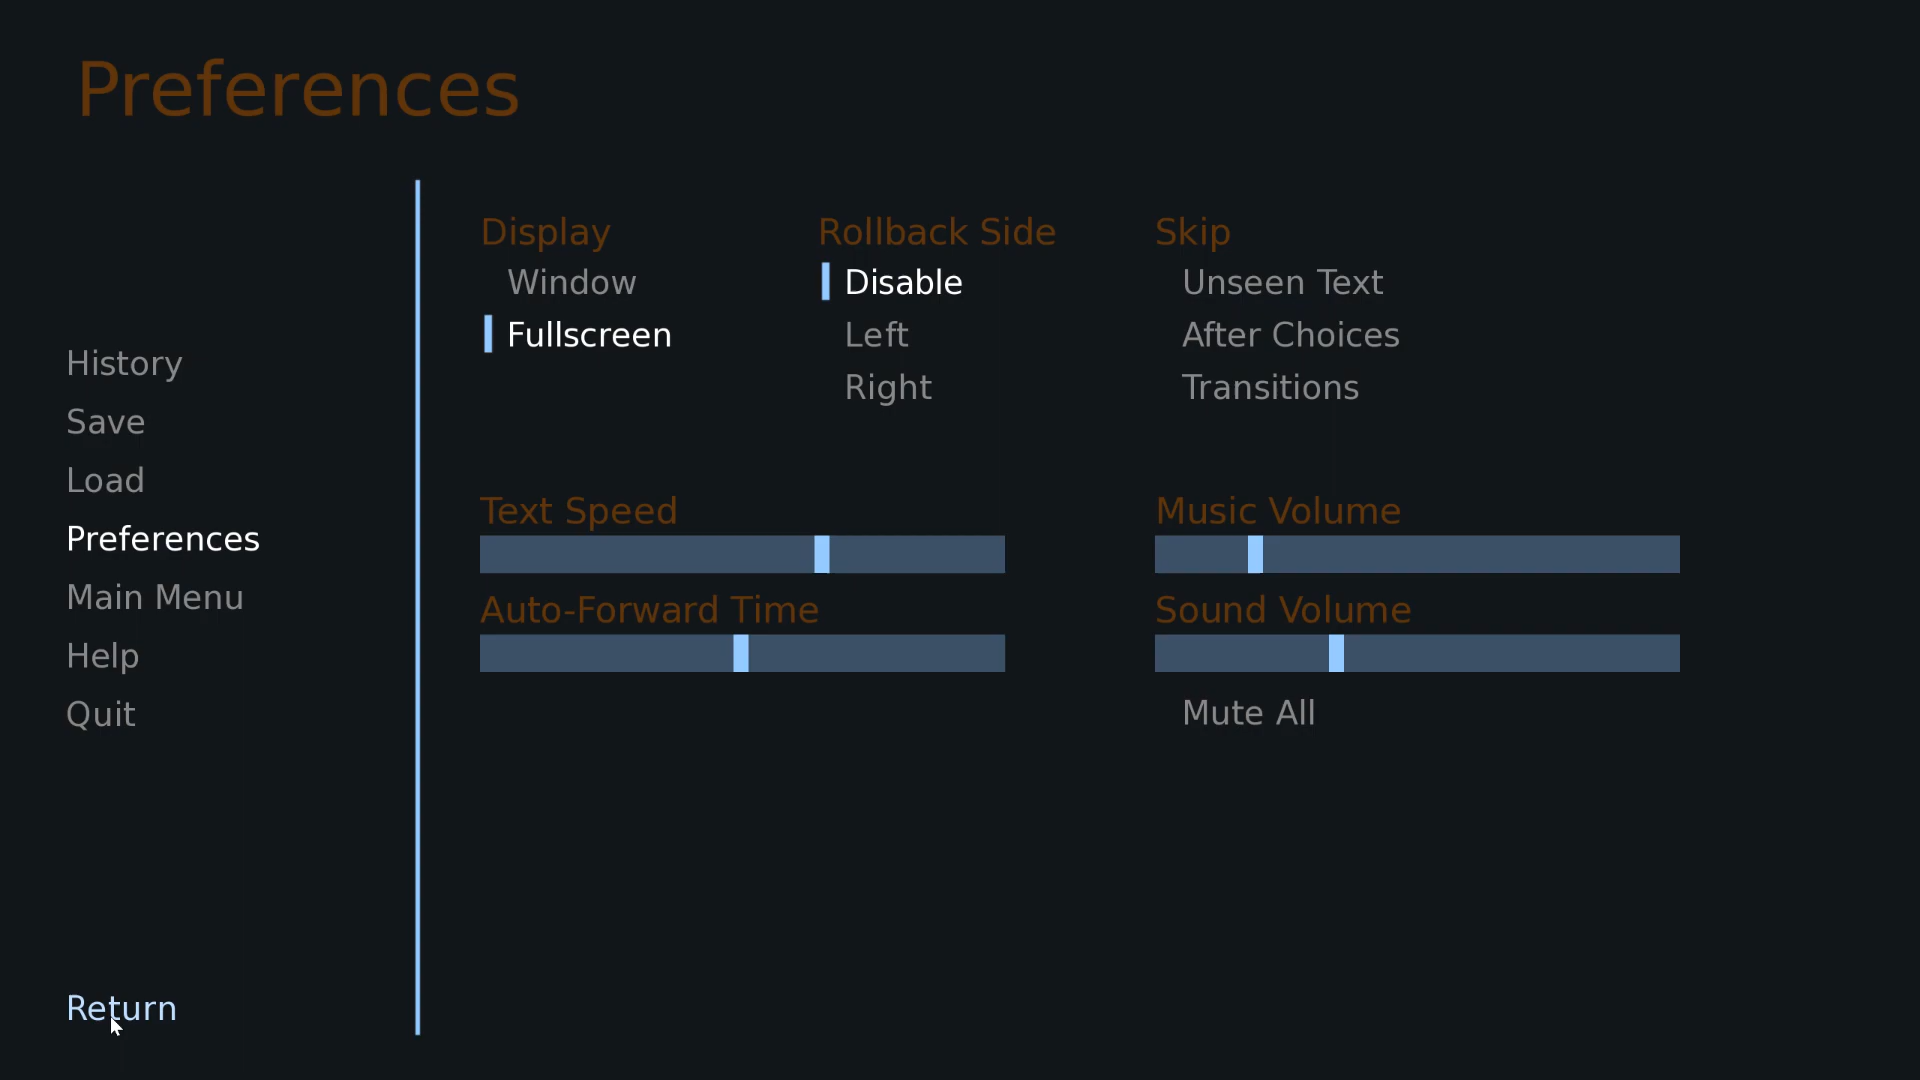 Preferences
History
Save
Load
Preferences
Main Menu
Help
Quit
Return
Display
Window
Fullscreen
Rollback Side
Disable
Left
Right
Skip
Unseen Text
After Choices
Transitions
Text Speed
Auto-Forward Time
Music Volume
Sound Volume
Mute All